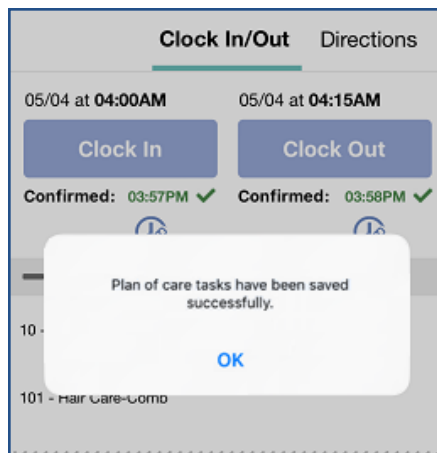 Clock In/Out Directions
05/04 at 04:00AM 05/04 at 04:15AM
Clock In Clock Out
Confirmed: 03:57PM Confirmed: 03:58PM
Plan of care tasks have been saved
successfully.
10 -
OK
101 - Hair Care-Comb